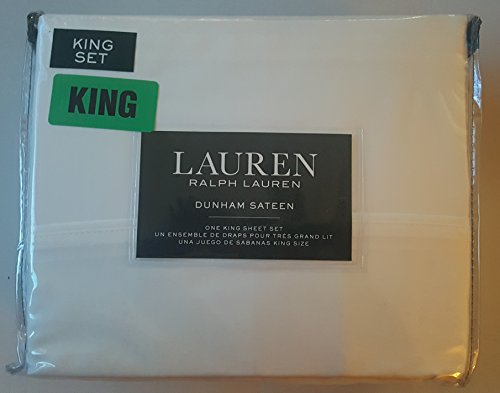 KING
SET
KING
LAUREN
RALPH LAUREN
DUNHAM SATEEN
ONE KING SHEET SET
UN ENSEMBLE DE DRAPS POUR TRÈS GRAND LIT
UNA JUEGO DE SABANAS KING SIZE